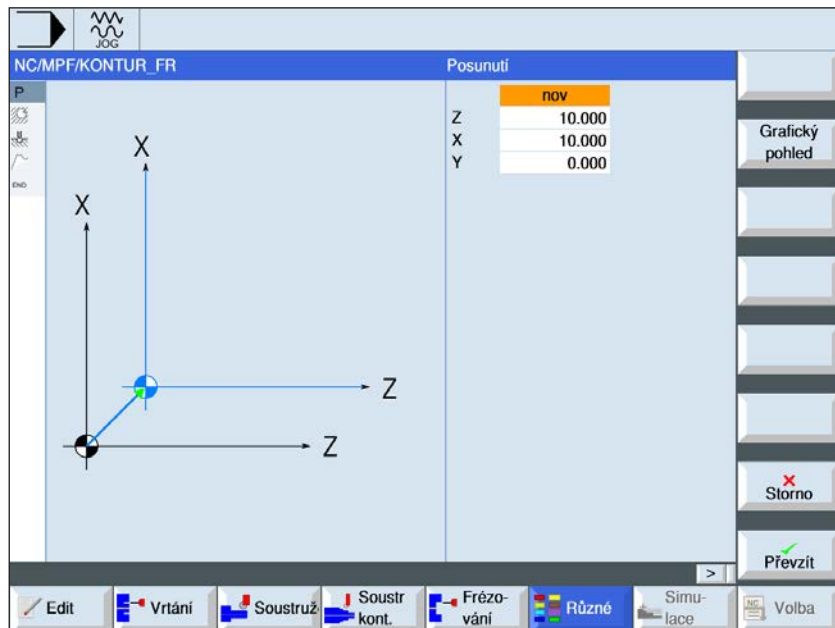 JOG
NC/MPF/KONTUR_FR
Posunutí
P
END
nov
Z 10.000
X 10.000
Y 0.000
X
X
Z
Z
Grafický
pohled
Storno
Převzít
>
Edit
Vrtání
Soustruž
Soustr
kont.
Frézo-
vání
Různé
Simu-
lace
NC
Volba